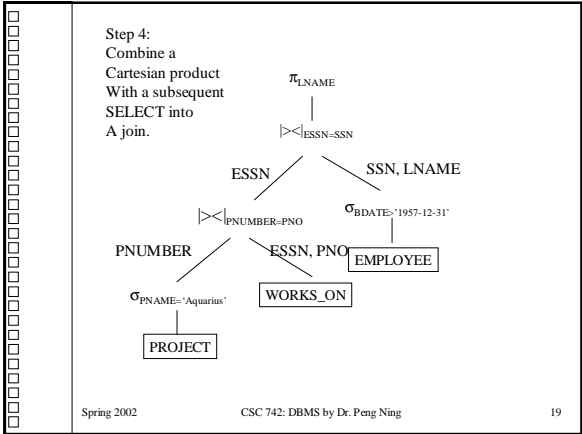 Step 4:
Combine a
Cartesian product
With a subsequent
SELECT into
A join.
πLNAME
|><|ESSN=SSN
ESSN
SSN, LNAME
|><|PNUMBER=PNO
σBDATE>'1957-12-31'
PNUMBER
ESSN, PNO
EMPLOYEE
σPNAME='Aquarius'
WORKS_ON
PROJECT
Spring 2002
CSC 742: DBMS by Dr. Peng Ning
19